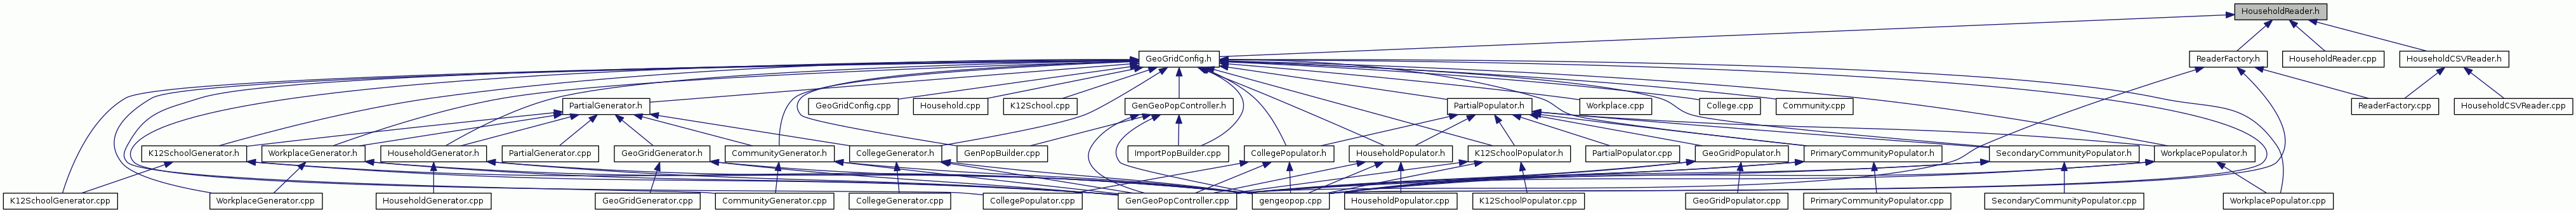 HouseholdReader.h
GeoGridConfig.h
ReaderFactory.h
HouseholdReader.cpp
HouseholdCSVReader.h
PartialGenerator.h
GeoGridConfig.cpp
Household.cpp
K12School.cpp
GenGeoPopController.h
PartialPopulator.h
Workplace.cpp
College.cpp
Community.cpp
ReaderFactory.cpp
HouseholdCSVReader.cpp
K12SchoolGenerator.h
WorkplaceGenerator.h
HouseholdGenerator.h
PartialGenerator.cpp
GeoGridGenerator.h
CommunityGenerator.h
CollegeGenerator.h
GenPopBuilder.cpp
ImportPopBuilder.cpp
CollegePopulator.h
HouseholdPopulator.h
K12SchoolPopulator.h
PartialPopulator.cpp
GeoGridPopulator.h
PrimaryCommunityPopulator.h
SecondaryCommunityPopulator.h
WorkplacePopulator.h
K12SchoolGenerator.cpp
WorkplaceGenerator.cpp
HouseholdGenerator.cpp
GeoGridGenerator.cpp
CommunityGenerator.cpp
CollegeGenerator.cpp
CollegePopulator.cpp
GenGeoPopController.cpp
gengeopop.cpp
HouseholdPopulator.cpp
K12SchoolPopulator.cpp
GeoGridPopulator.cpp
PrimaryCommunityPopulator.cpp
SecondaryCommunityPopulator.cpp
WorkplacePopulator.cpp